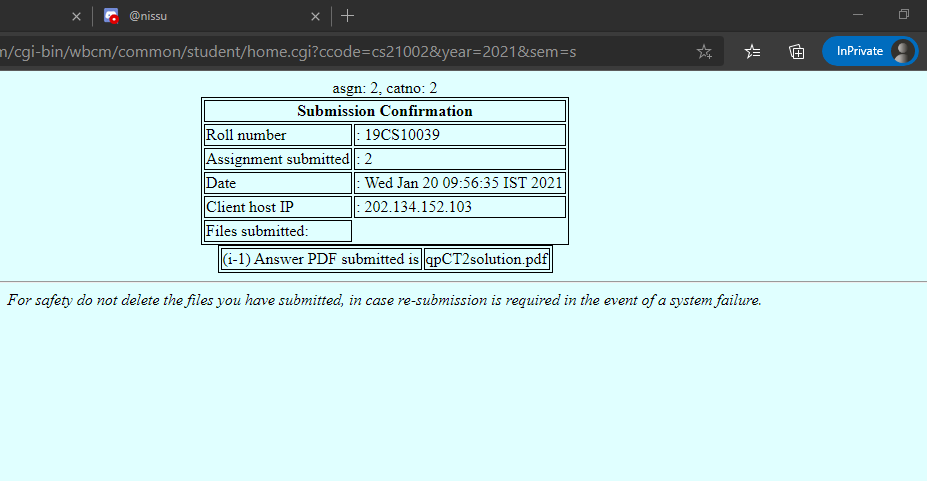 @nissu
n/cgi-bin/wbcm/common/student/home.cgi?ccode=cs21002&year=2021&sem=s
InPrivate
asgn: 2, catno: 2
Submission Confirmation
Roll number : 19CS10039
Assignment submitted : 2
Date : Wed Jan 20 09:56:35 IST 2021
Client host IP : 202.134.152.103
Files submitted:
(i-1) Answer PDF submitted is qpCT2solution.pdf
For safety do not delete the files you have submitted, in case re-submission is required in the event of a system failure.